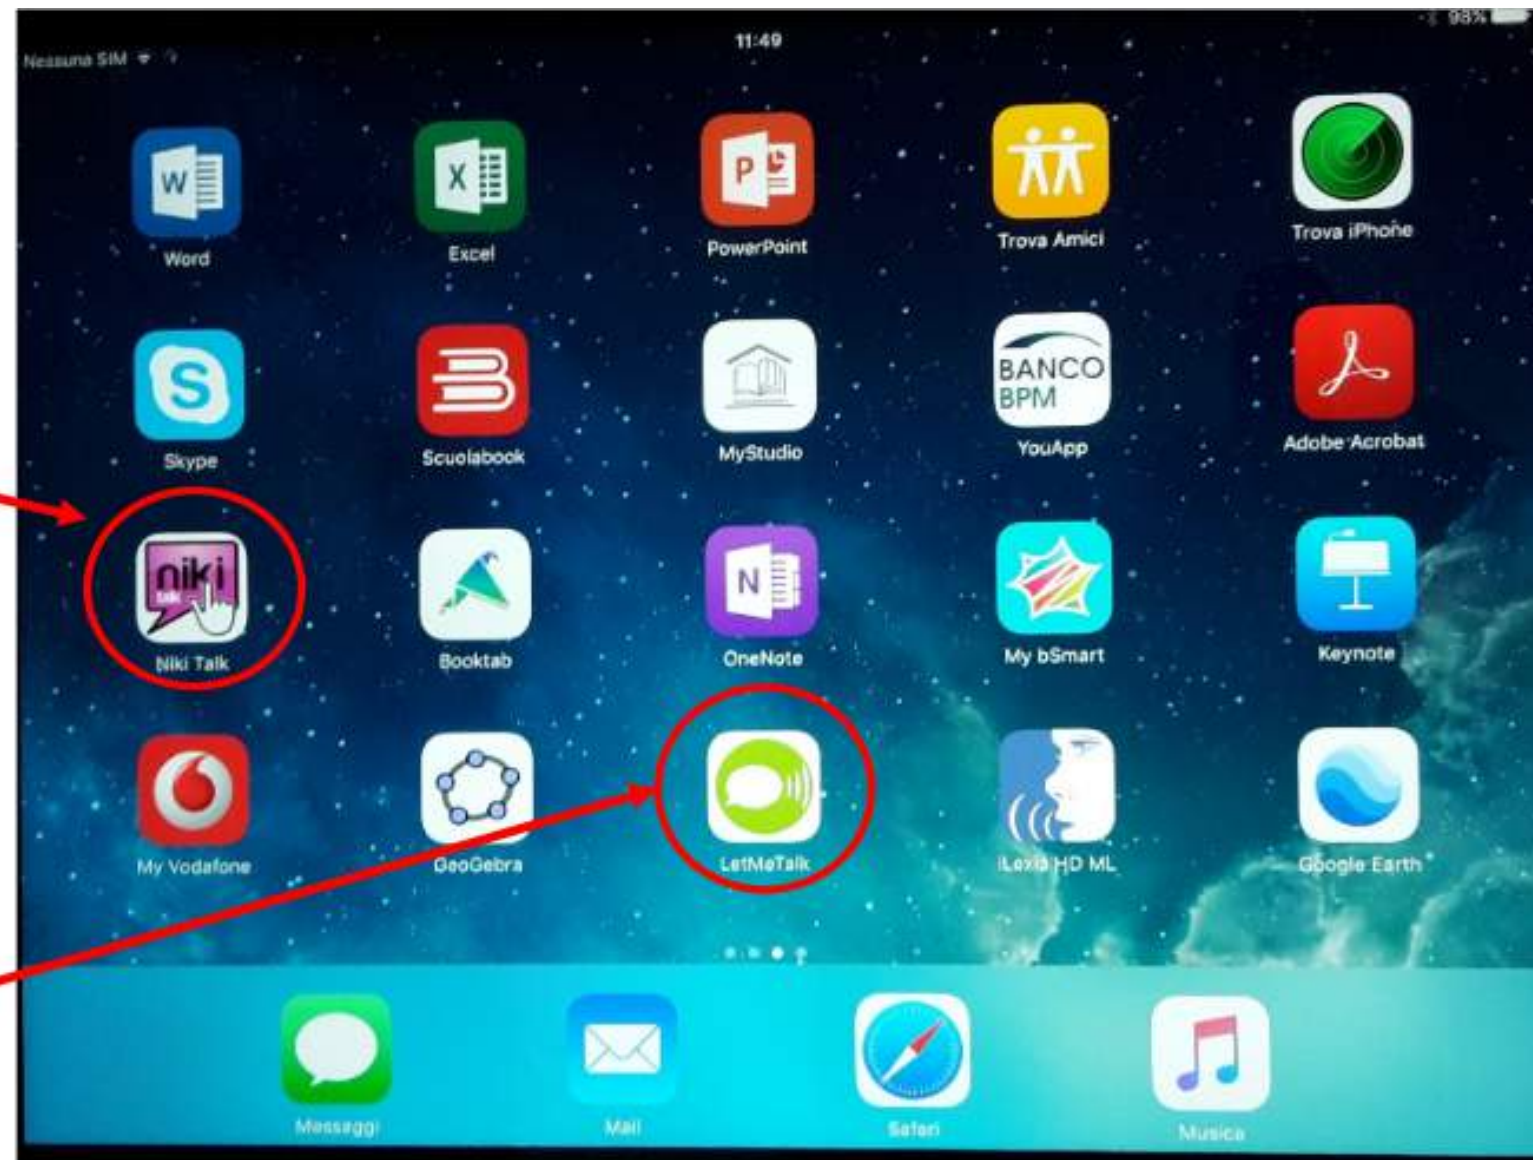 Nessuna SIM
11:49
98%
Word
Excel
PowerPoint
Trova Amici
Trova iPhone
BANCO
BPM
Skype
Scuolabook
MyStudio
YouApp
Adobe Acrobat
niki
talk
Niki Talk
Booktab
OneNote
My bSmart
Keynote
My Vodafone
GeoGebra
LetMeTalk
iLexia HD ML
Google Earth
Messaggi
Mail
Safari
Musica